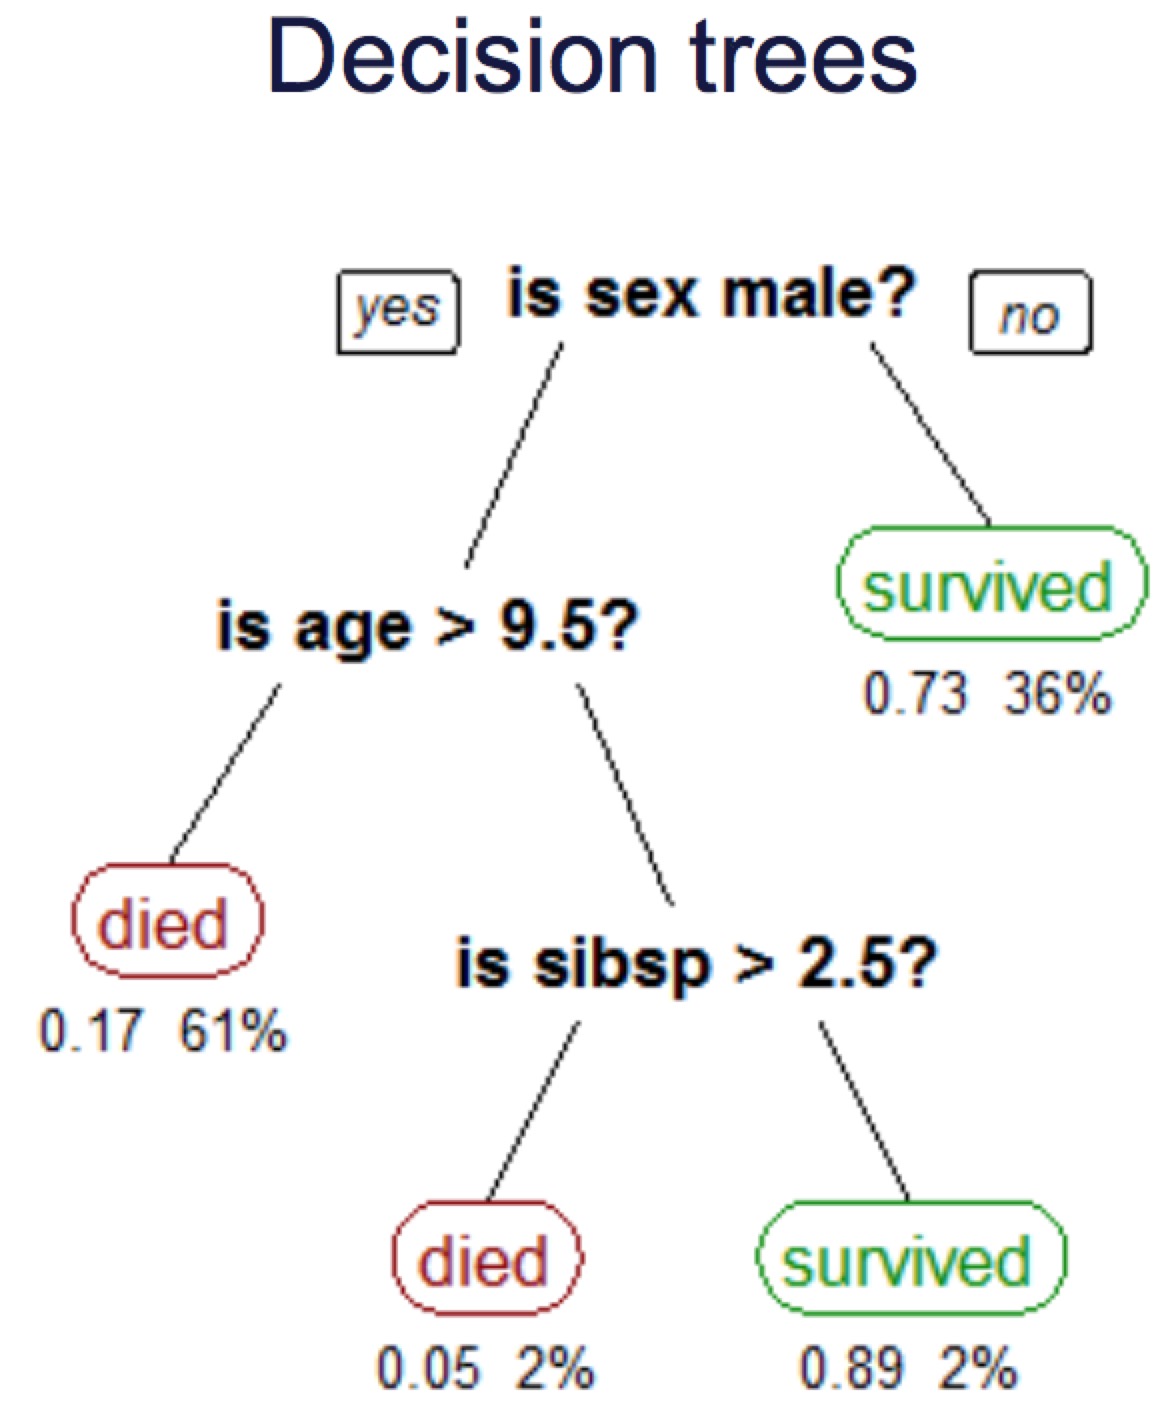 Decision trees
yes
is sex male?
no
survived
0.73 36%
is age > 9.5?
died
0.17 61%
is sibsp > 2.5?
died
0.05 2%
survived
0.89 2%